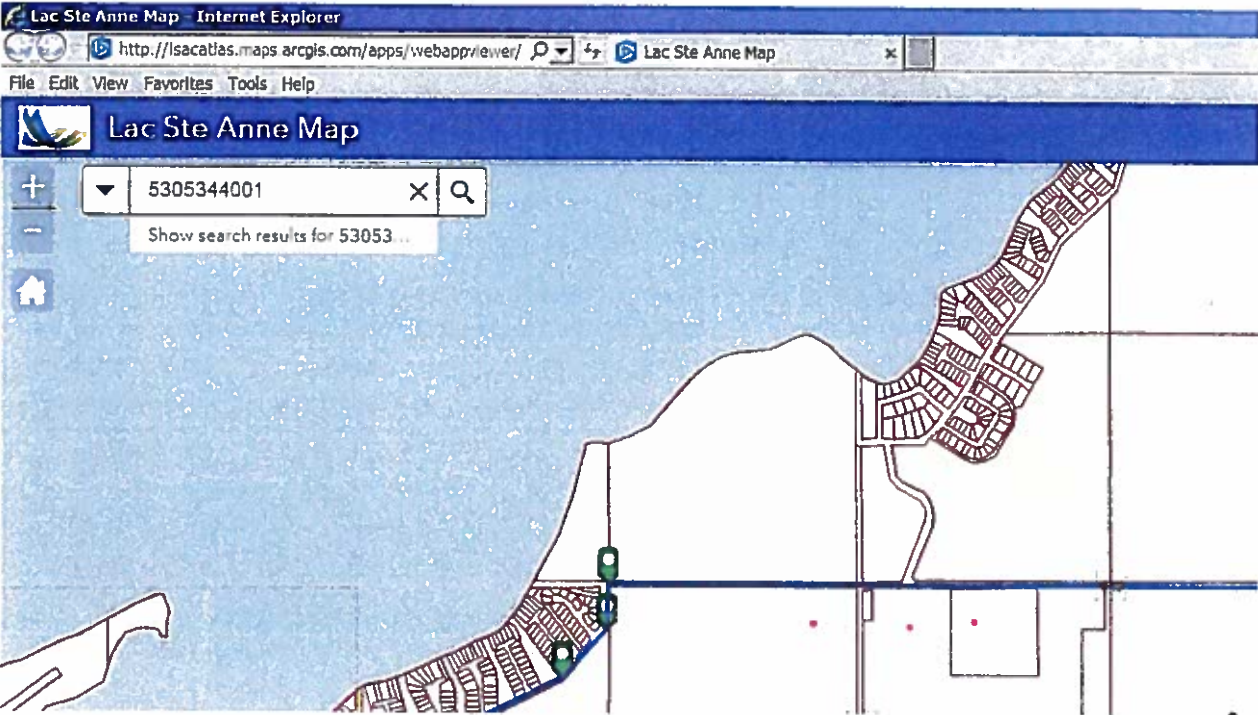 Lac Ste Anne Map - Internet Explorer
http://lsacatlas.maps.arcgis.com/apps/webappviewer/
Lac Ste Anne Map
File Edit View Favorites Tools Help
Lac Ste Anne Map
5305344001
Show search results for 53053...